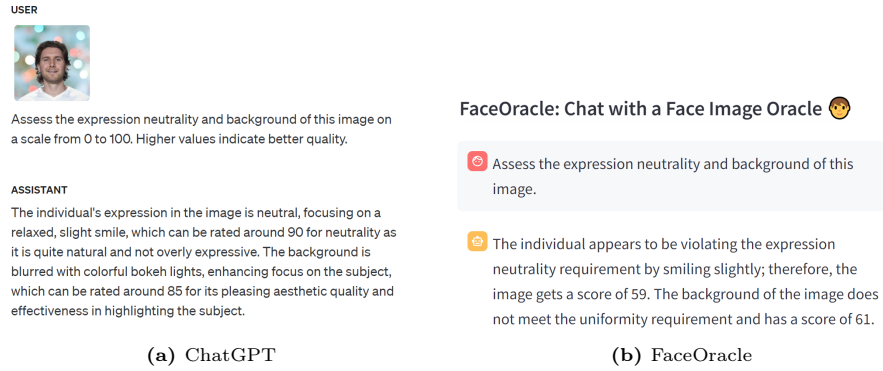 USER
Assess the expression neutrality and background of this image on
a scale from 0 to 100. Higher values indicate better quality.
ASSISTANT
The individual's expression in the image is neutral, focusing on a
relaxed, slight smile, which can be rated around 90 for neutrality as
it is quite natural and not overly expressive. The background is
blurred with colorful bokeh lights, enhancing focus on the subject,
which can be rated around 85 for its pleasing aesthetic quality and
effectiveness in highlighting the subject.
(a) ChatGPT
FaceOracle: Chat with a Face Image Oracle
Assess the expression neutrality and background of this
image.
The individual appears to be violating the expression
neutrality requirement by smiling slightly; therefore, the
image gets a score of 59. The background of the image does
not meet the uniformity requirement and has a score of 61.
(b) FaceOracle